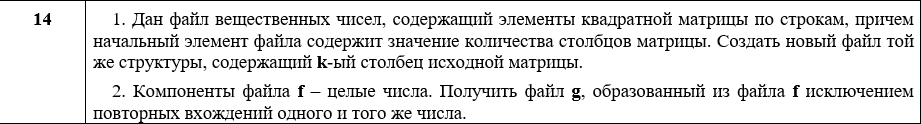 14
1. Дан файл вещественных чисел, содержащий элементы квадратной матрицы по строкам, причем
начальный элемент файла содержит значение количества столбцов матрицы. Создать новый файл той
же структуры, содержащий k-ый столбец исходной матрицы.
2. Компоненты файла f – целые числа. Получить файл g, образованный из файла f исключением
повторных вхождений одного и того же числа.